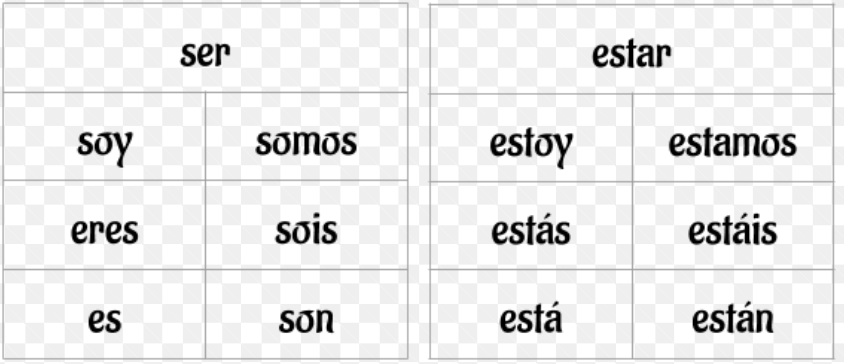 ser
soy somos
eres sois
es son
estar
estoy estamos
estás estáis
está están